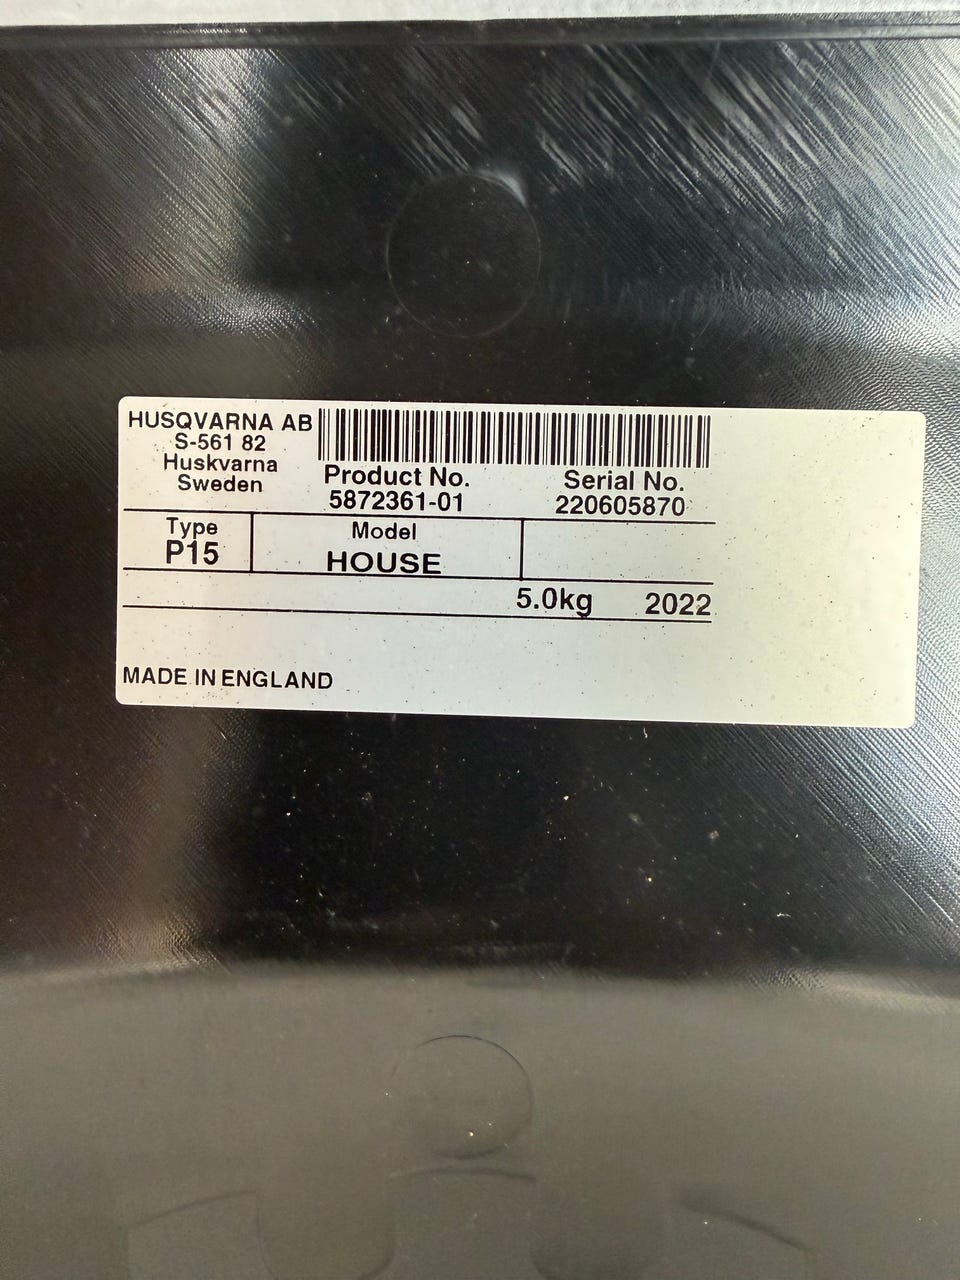 HUSQVARNA AB
S-561 82
Huskvarna
Sweden
Product No. Serial No.
5872361-01 220605870
Type Model
P15 HOUSE
5.0kg 2022
MADE IN ENGLAND